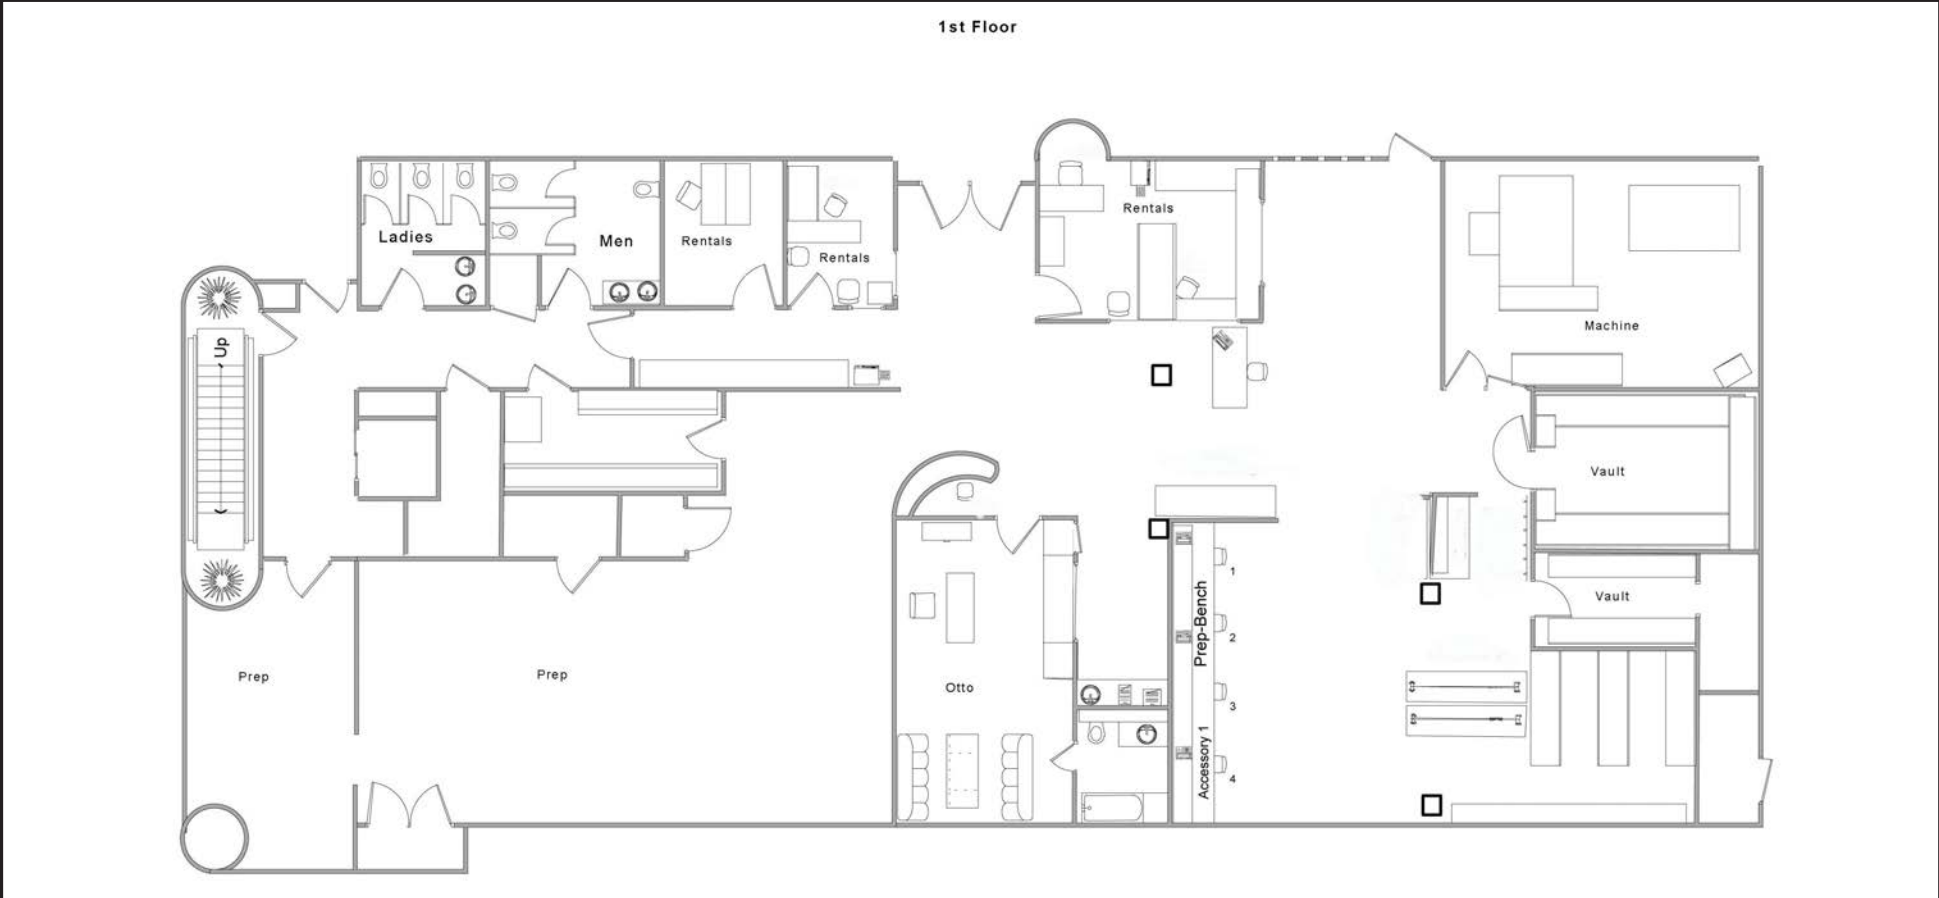 1st Floor
Ladies
Men
Rentals
Rentals
Rentals
Machine
Up
Vault
Vault
Prep
Prep
Otto
Prep-Bench
Accessory 1
1
2
3
4